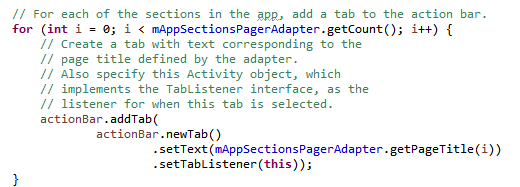 // For each of the sections in the app, add a tab to the action bar.
for (int i = 0; i < mAppSectionsPagerAdapter.getCount(); i++) {
    // Create a tab with text corresponding to the
    // page title defined by the adapter.
    // Also specify this Activity object, which
    // implements the TabListener interface, as the
    // listener for when this tab is selected.
    actionBar.addTab(
            actionBar.newTab()
                    .setText(mAppSectionsPagerAdapter.getPageTitle(i))
                    .setTabListener(this));
}